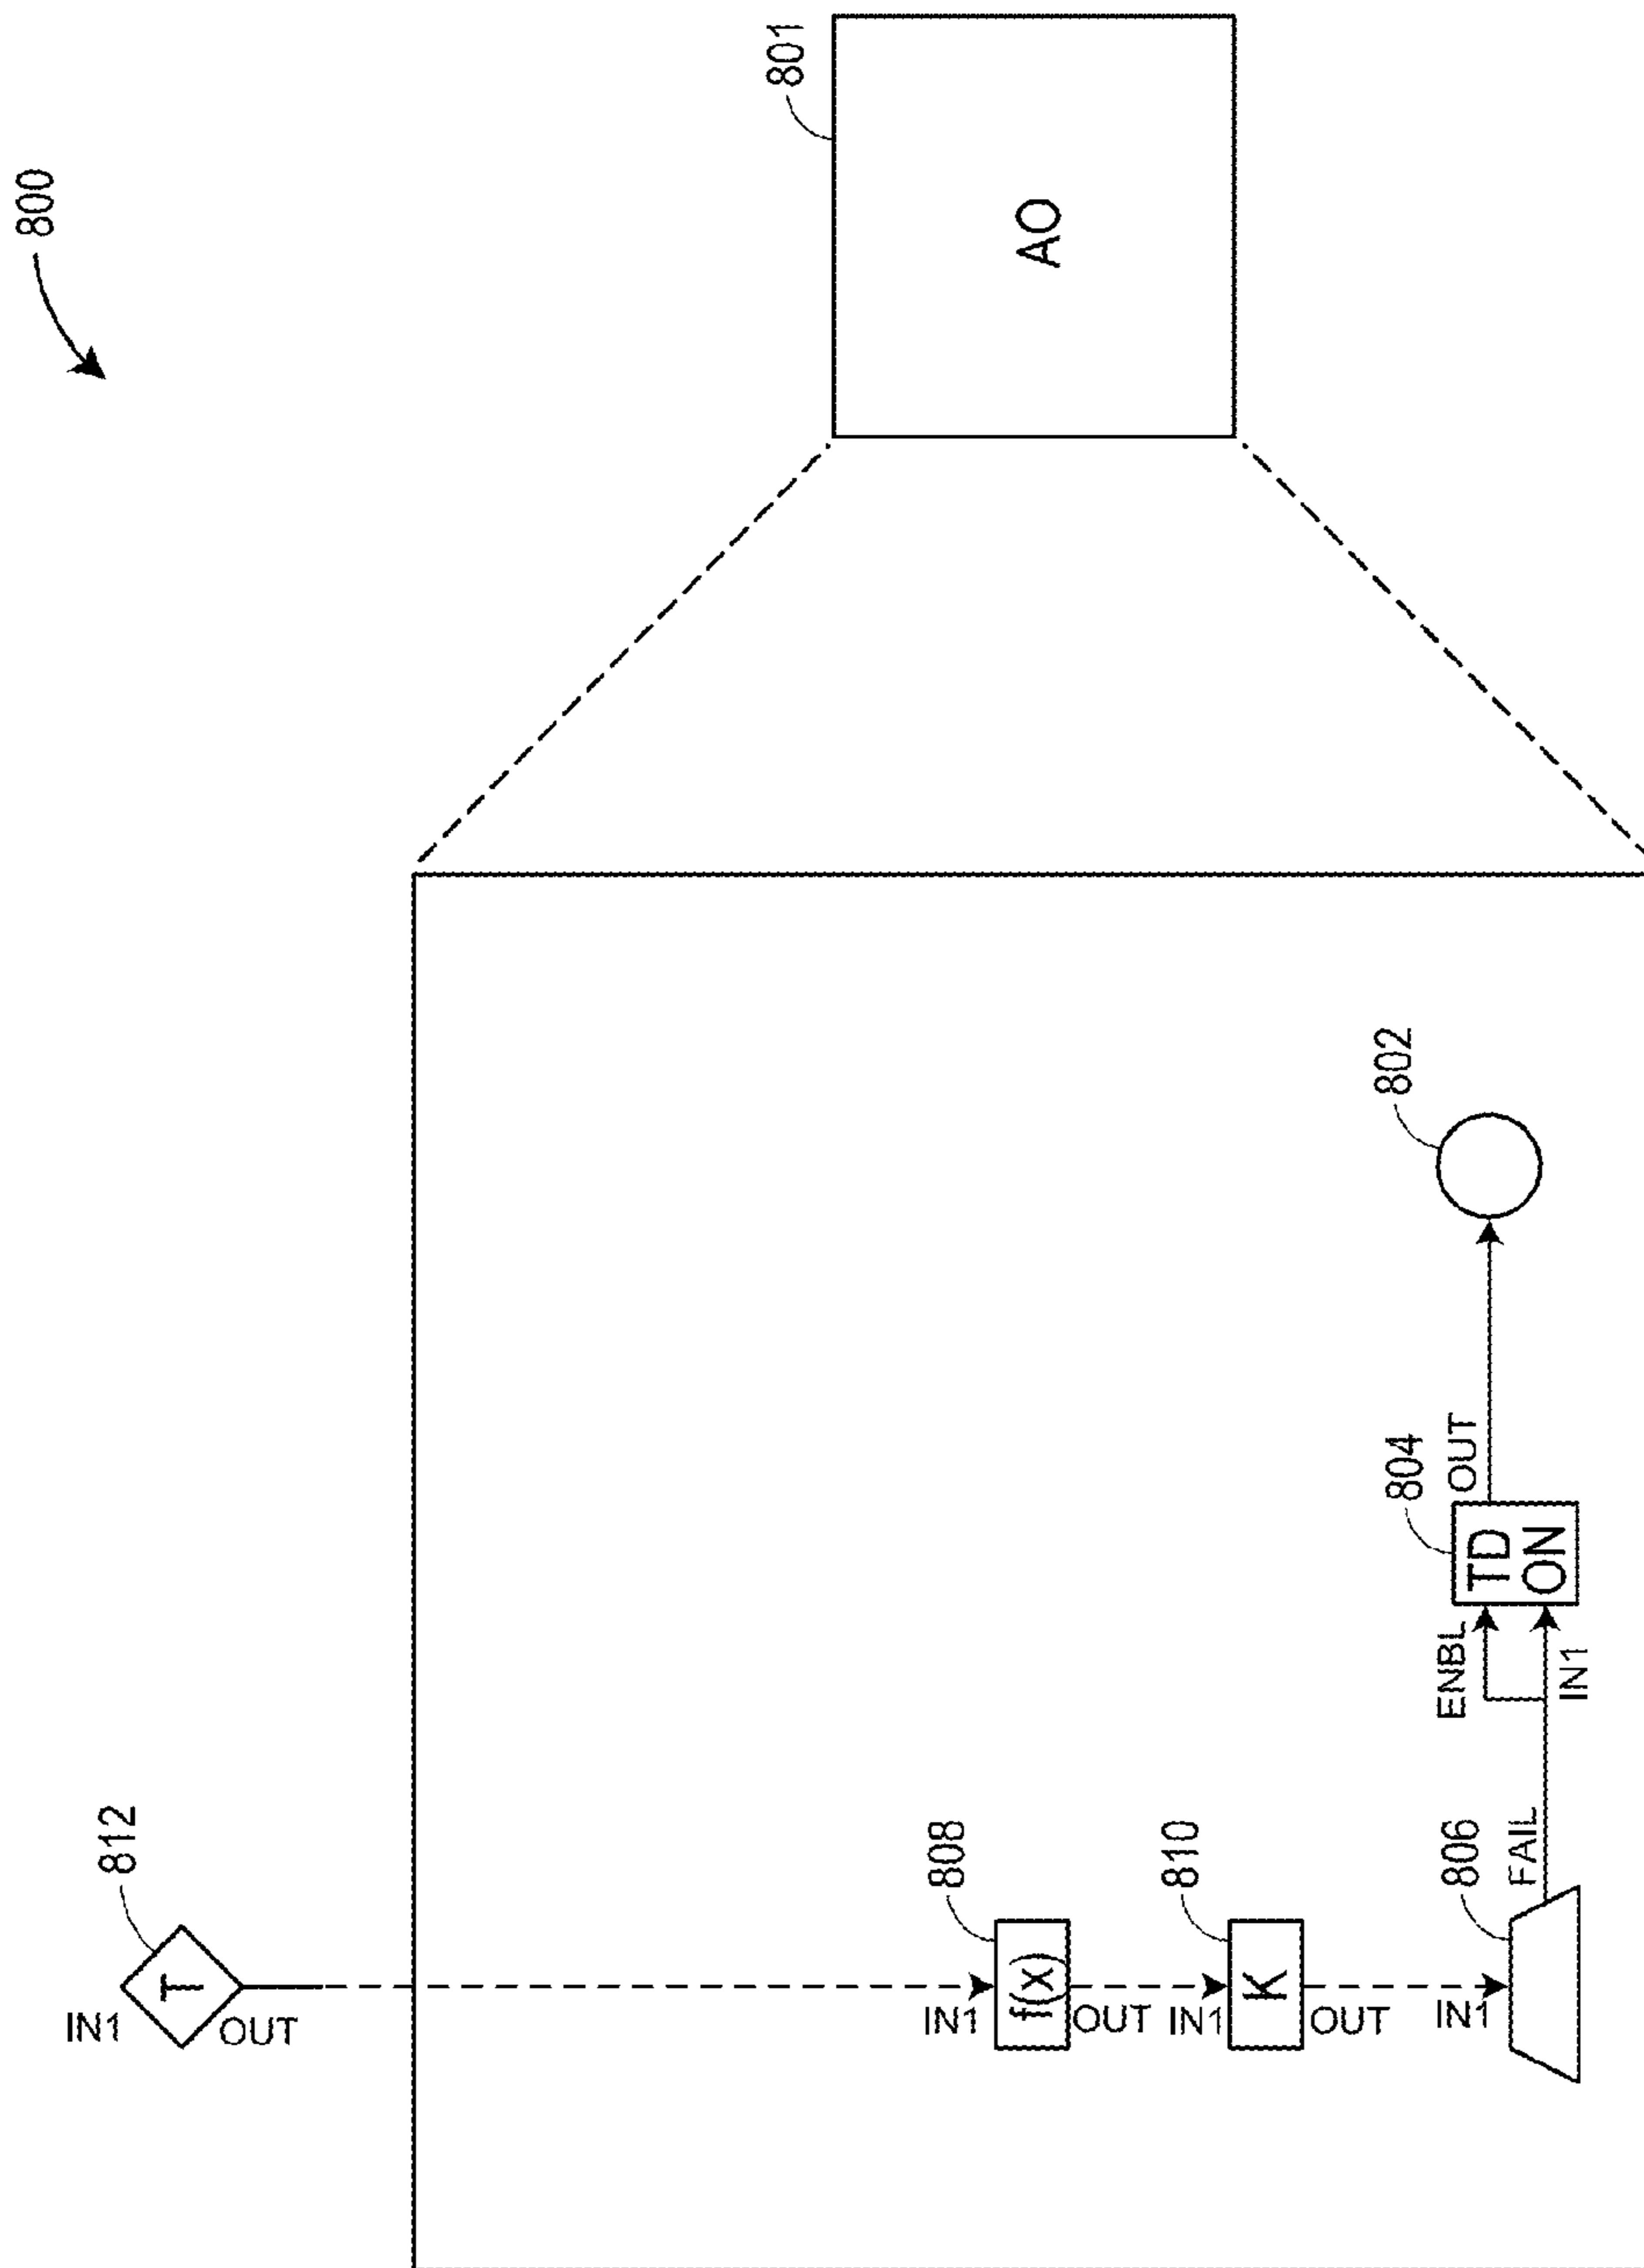 800
IN1
812
T
OUT
801
AO
IN1
808
f(x)
OUT
IN1
810
K
OUT
802
804
IN1
806
ENBL
OUT
TD
ON
FAIL
IN1